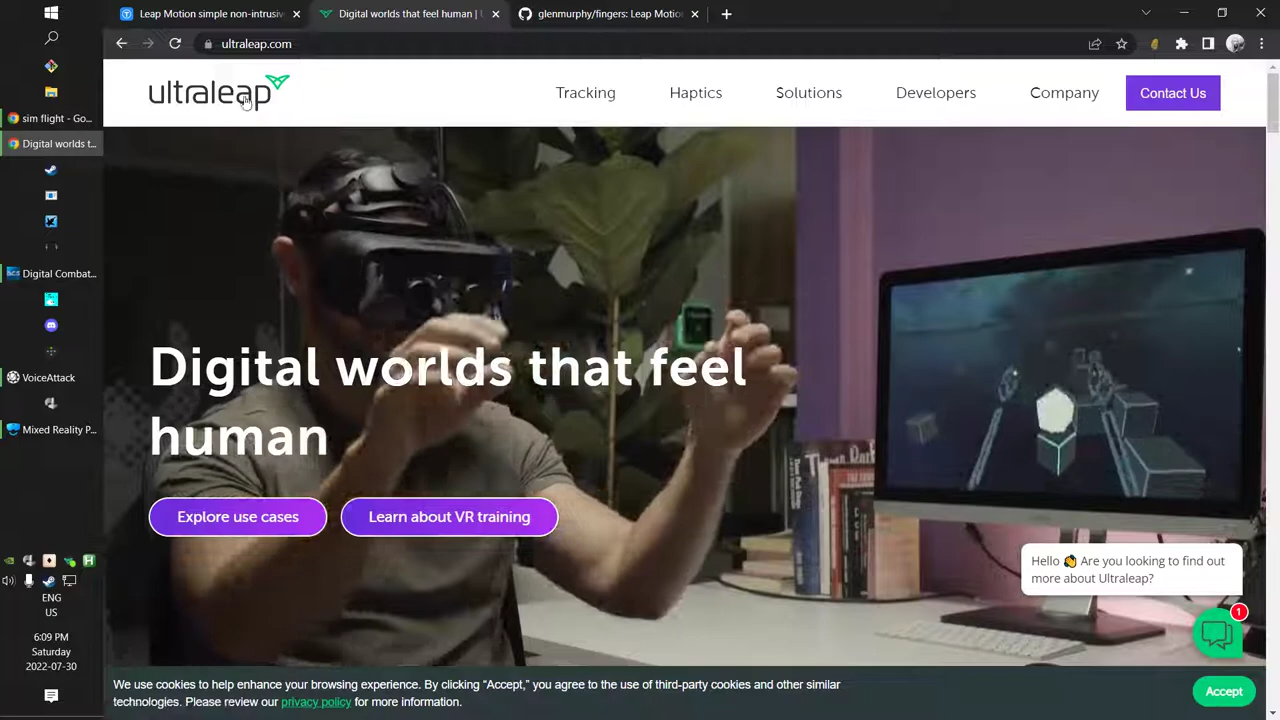 Leap Motion simple non-intrusiv
Digital worlds that feel human | U
glenmurphy/fingers: Leap Motion
ultraleap.com
ultraleap
Tracking
Haptics
Solutions
Developers
Company
Contact Us
sim flight - Go...
Digital worlds t...
Digital Combat...
VoiceAttack
Mixed Reality P...
Digital worlds that feel
human
Explore use cases
Learn about VR training
Hello 👋 Are you looking to find out
more about Ultraleap?
1
ENG
US
6:09 PM
Saturday
2022-07-30
We use cookies to help enhance your browsing experience. By clicking “Accept,” you agree to the use of third-party cookies and other similar
technologies. Please review our privacy policy for more information.
Accept